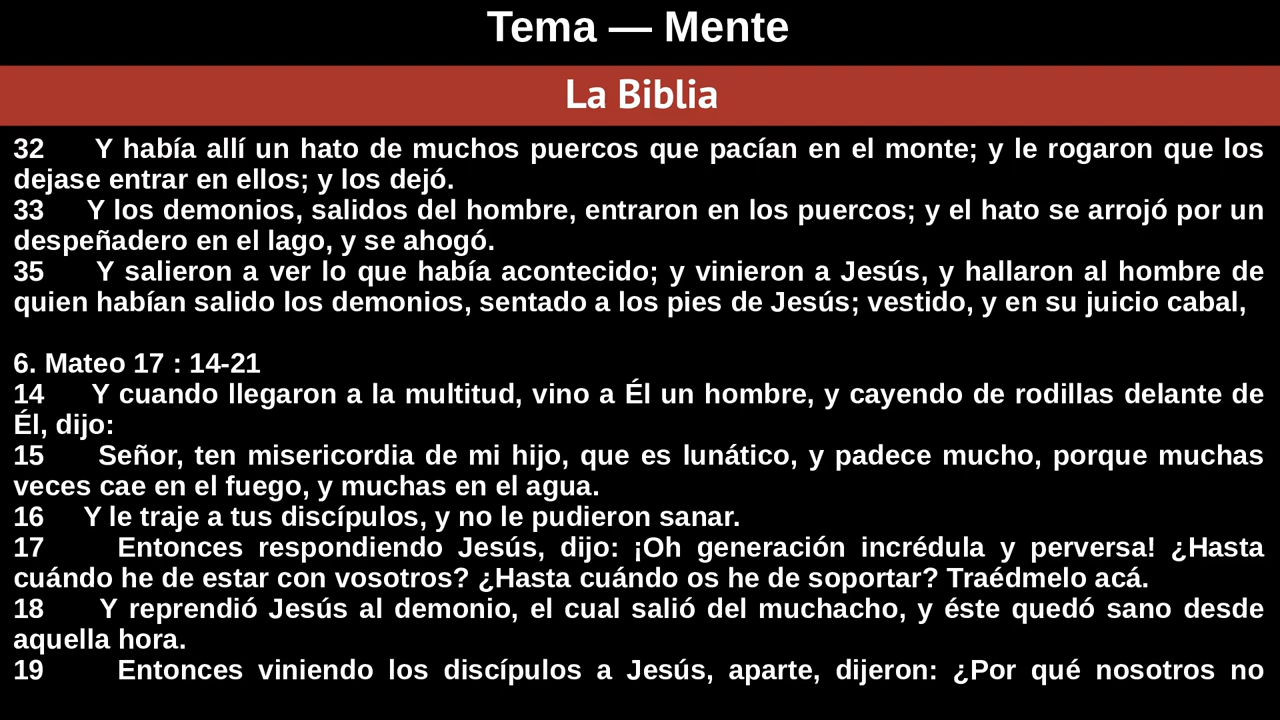 Tema — Mente
La Biblia
32 Y había allí un hato de muchos puercos que pacían en el monte; y le rogaron que los
dejase entrar en ellos; y los dejó.
33 Y los demonios, salidos del hombre, entraron en los puercos; y el hato se arrojó por un
despeñadero en el lago, y se ahogó.
35 Y salieron a ver lo que había acontecido; y vinieron a Jesús, y hallaron al hombre de
quien habían salido los demonios, sentado a los pies de Jesús; vestido, y en su juicio cabal,
6. Mateo 17 : 14-21
14 Y cuando llegaron a la multitud, vino a Él un hombre, y cayendo de rodillas delante de
Él, dijo:
15 Señor, ten misericordia de mi hijo, que es lunático, y padece mucho, porque muchas
veces cae en el fuego, y muchas en el agua.
16 Y le traje a tus discípulos, y no le pudieron sanar.
17 Entonces respondiendo Jesús, dijo: ¡Oh generación incrédula y perversa! ¿Hasta
cuándo he de estar con vosotros? ¿Hasta cuándo os he de soportar? Traédmelo acá.
18 Y reprendió Jesús al demonio, el cual salió del muchacho, y éste quedó sano desde
aquella hora.
19 Entonces viniendo los discípulos a Jesús, aparte, dijeron: ¿Por qué nosotros no